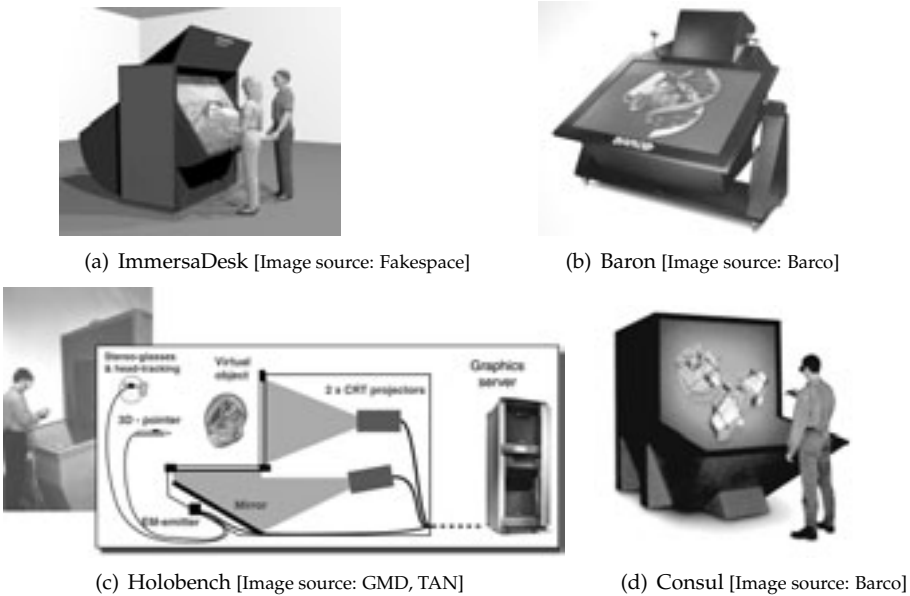 (a) ImmersaDesk [Image source: Fakespace]
(b) Baron [Image source: Barco]
Stereo-glasses
& head-tracking
Virtual
object
2 x CRT projectors
Graphics
server
3D - pointer
Mirror
EM-emitter
(c) Holobench [Image source: GMD, TAN]
(d) Consul [Image source: Barco]